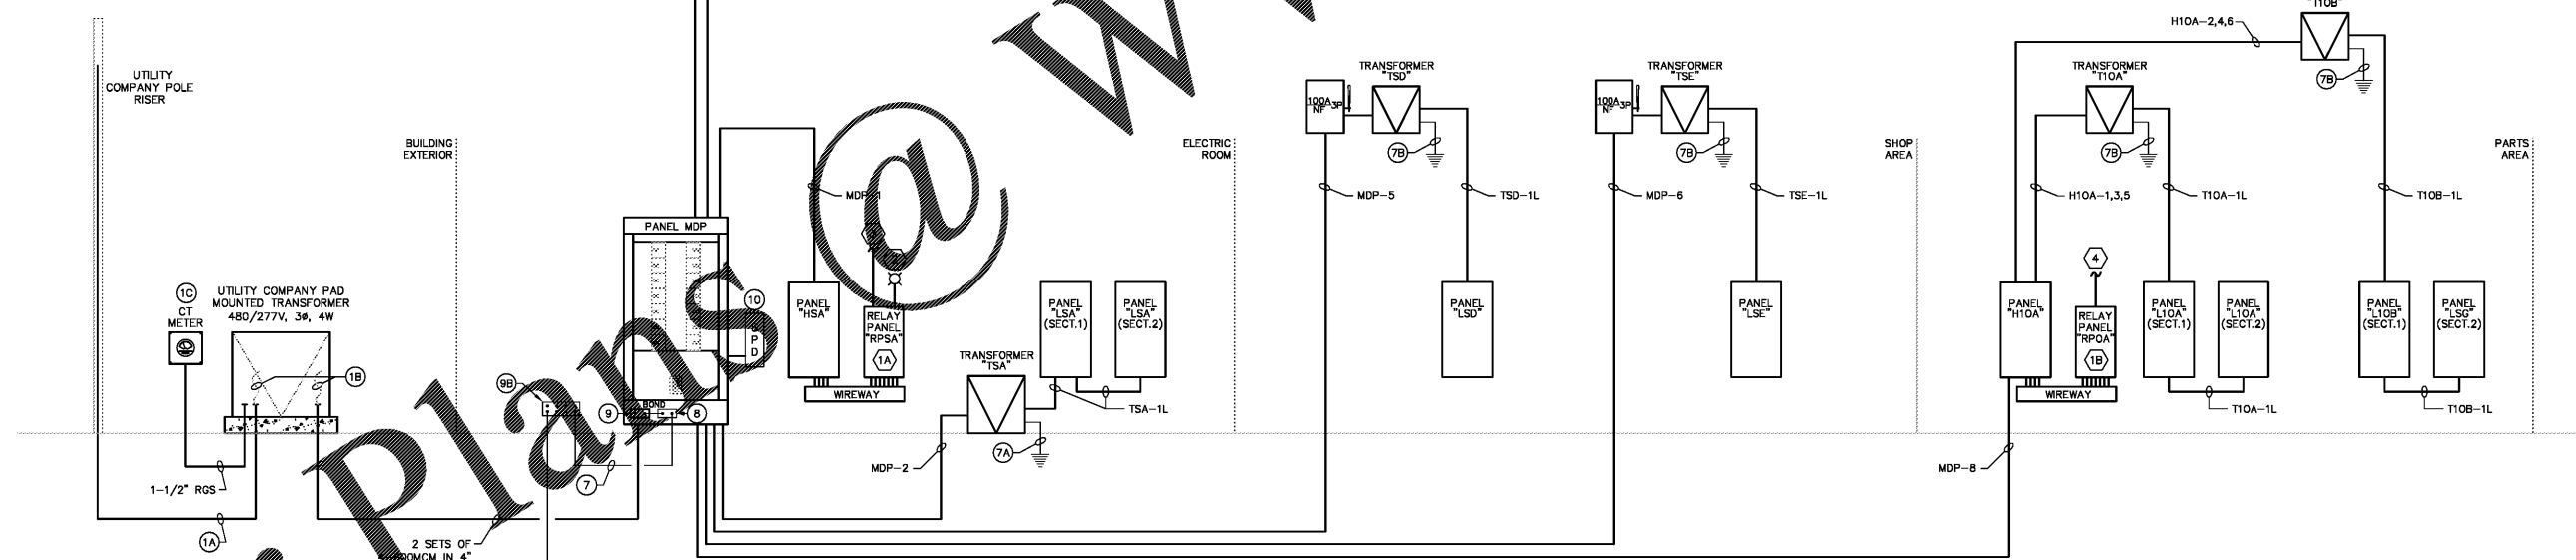 UTILITY
COMPANY POLE
RISER
BUILDING
EXTERIOR
1C
CT
METER
UTILITY COMPANY PAD
MOUNTED TRANSFORMER
480/277V, 3ø, 4W
1B
1-1/2" RGS
1A
2 SETS OF
IN 4"
9B
9
BOND
8
7
PANEL MDP
10
P
D
MDP-1
PANEL
"HSA"
RELAY
PANEL
"RPSA"
1A
WIREWAY
MDP-2
TRANSFORMER
"TSA"
7A
PANEL
"LSA"
(SECT.1)
PANEL
"LSA"
(SECT.2)
TSA-1L
ELECTRIC
ROOM
100A
NF
3P
TRANSFORMER
"TSD"
7B
MDP-5
TSD-1L
PANEL
"LSD"
100A
NF
3P
TRANSFORMER
"TSE"
7B
MDP-6
TSE-1L
PANEL
"LSE"
SHOP
AREA
H10A-2,4,6
"T10B"
7B
TRANSFORMER
"T10A"
7B
H10A-1,3,5
T10A-1L
T10B-1L
PARTS
AREA
4
PANEL
"H10A"
RELAY
PANEL
"RP0A"
1B
WIREWAY
PANEL
"L10A"
(SECT.1)
PANEL
"L10A"
(SECT.2)
T10A-1L
PANEL
"L10B"
(SECT.1)
PANEL
"LSG"
(SECT.2)
T10B-1L
MDP-8
Plans
@